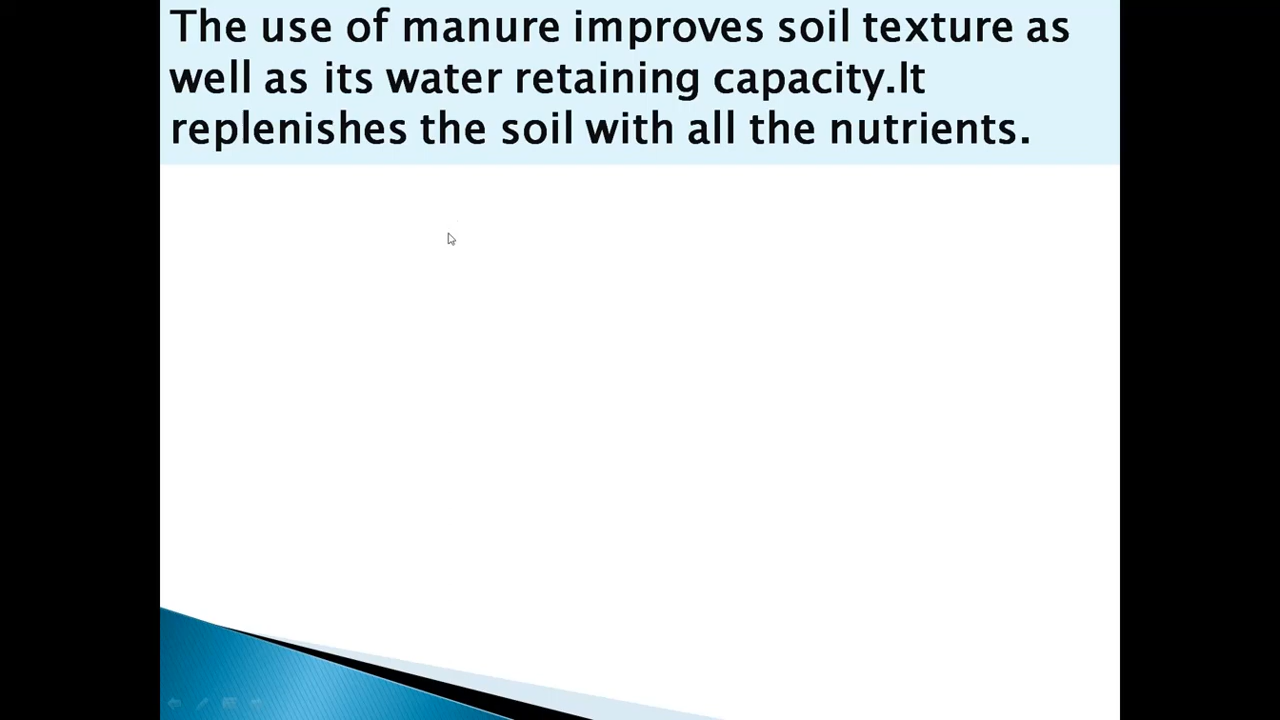 The use of manure improves soil texture as
well as its water retaining capacity.It
replenishes the soil with all the nutrients.